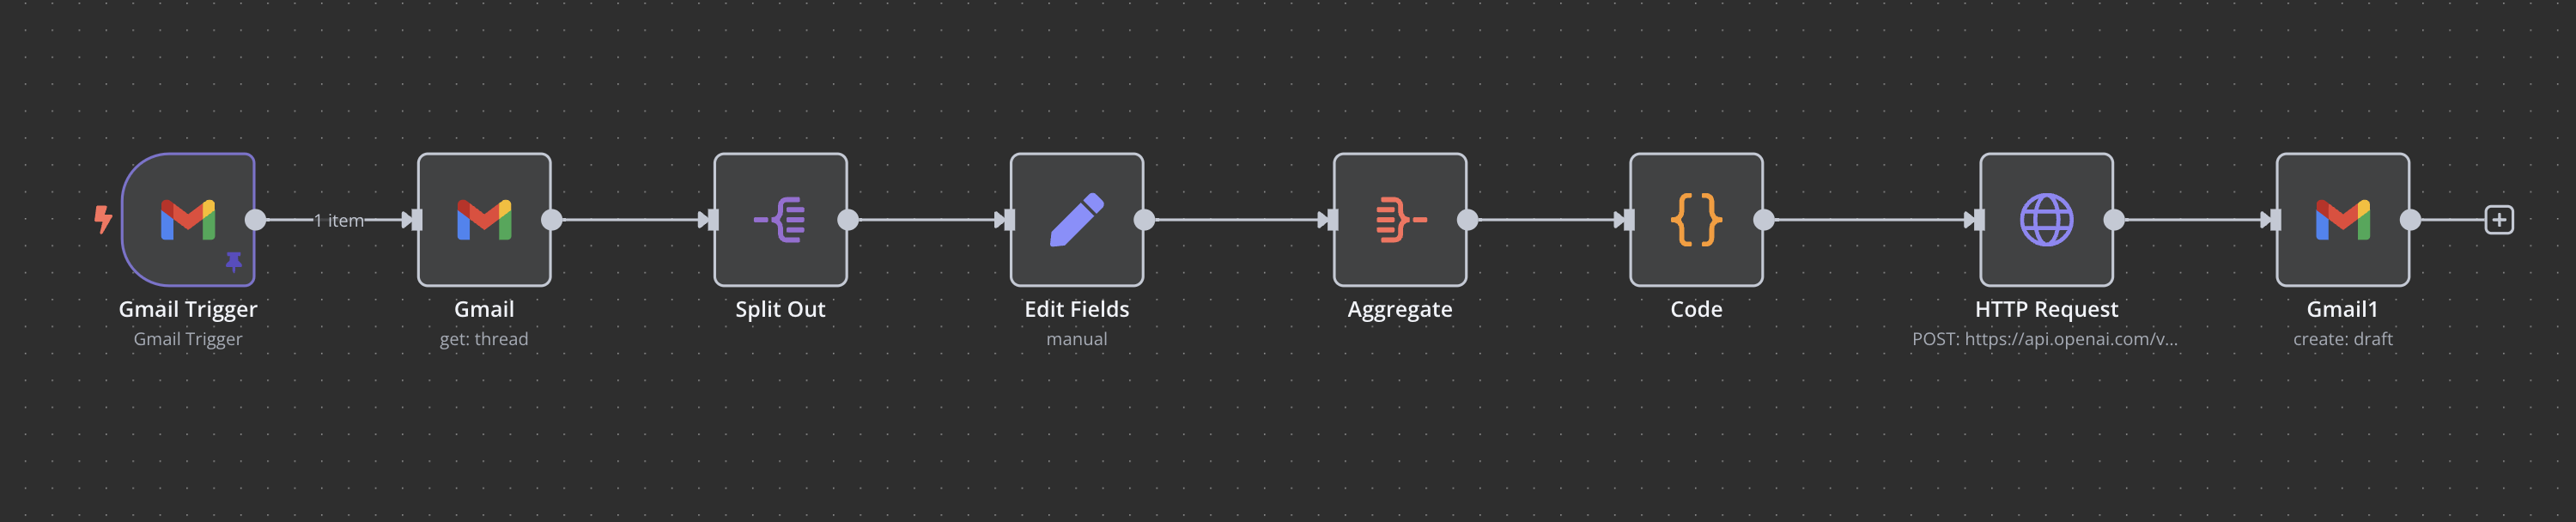 1 item
Gmail Trigger
Gmail Trigger
Gmail
get: thread
Split Out
Edit Fields
manual
Aggregate
Code
HTTP Request
POST: https://api.openai.com/v...
Gmail1
create: draft